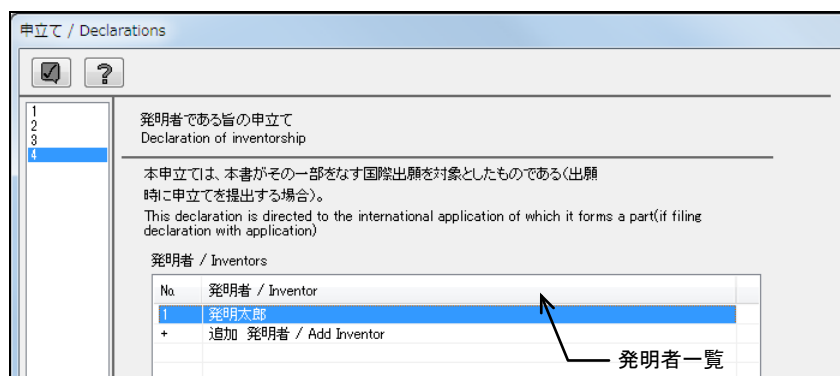 申立て / Declarations
?
1
2
3
4
発明者である旨の申立て
Declaration of inventorship
本申立ては、本書がその一部をなす国際出願を対象としたものである(出願
時に申立てを提出する場合)。
This declaration is directed to the international application of which it forms a part(if filing
declaration with application)
発明者 / Inventors
No. 発明者 / Inventor
1 発明太郎
+ 追加 発明者 / Add Inventor
発明者一覧